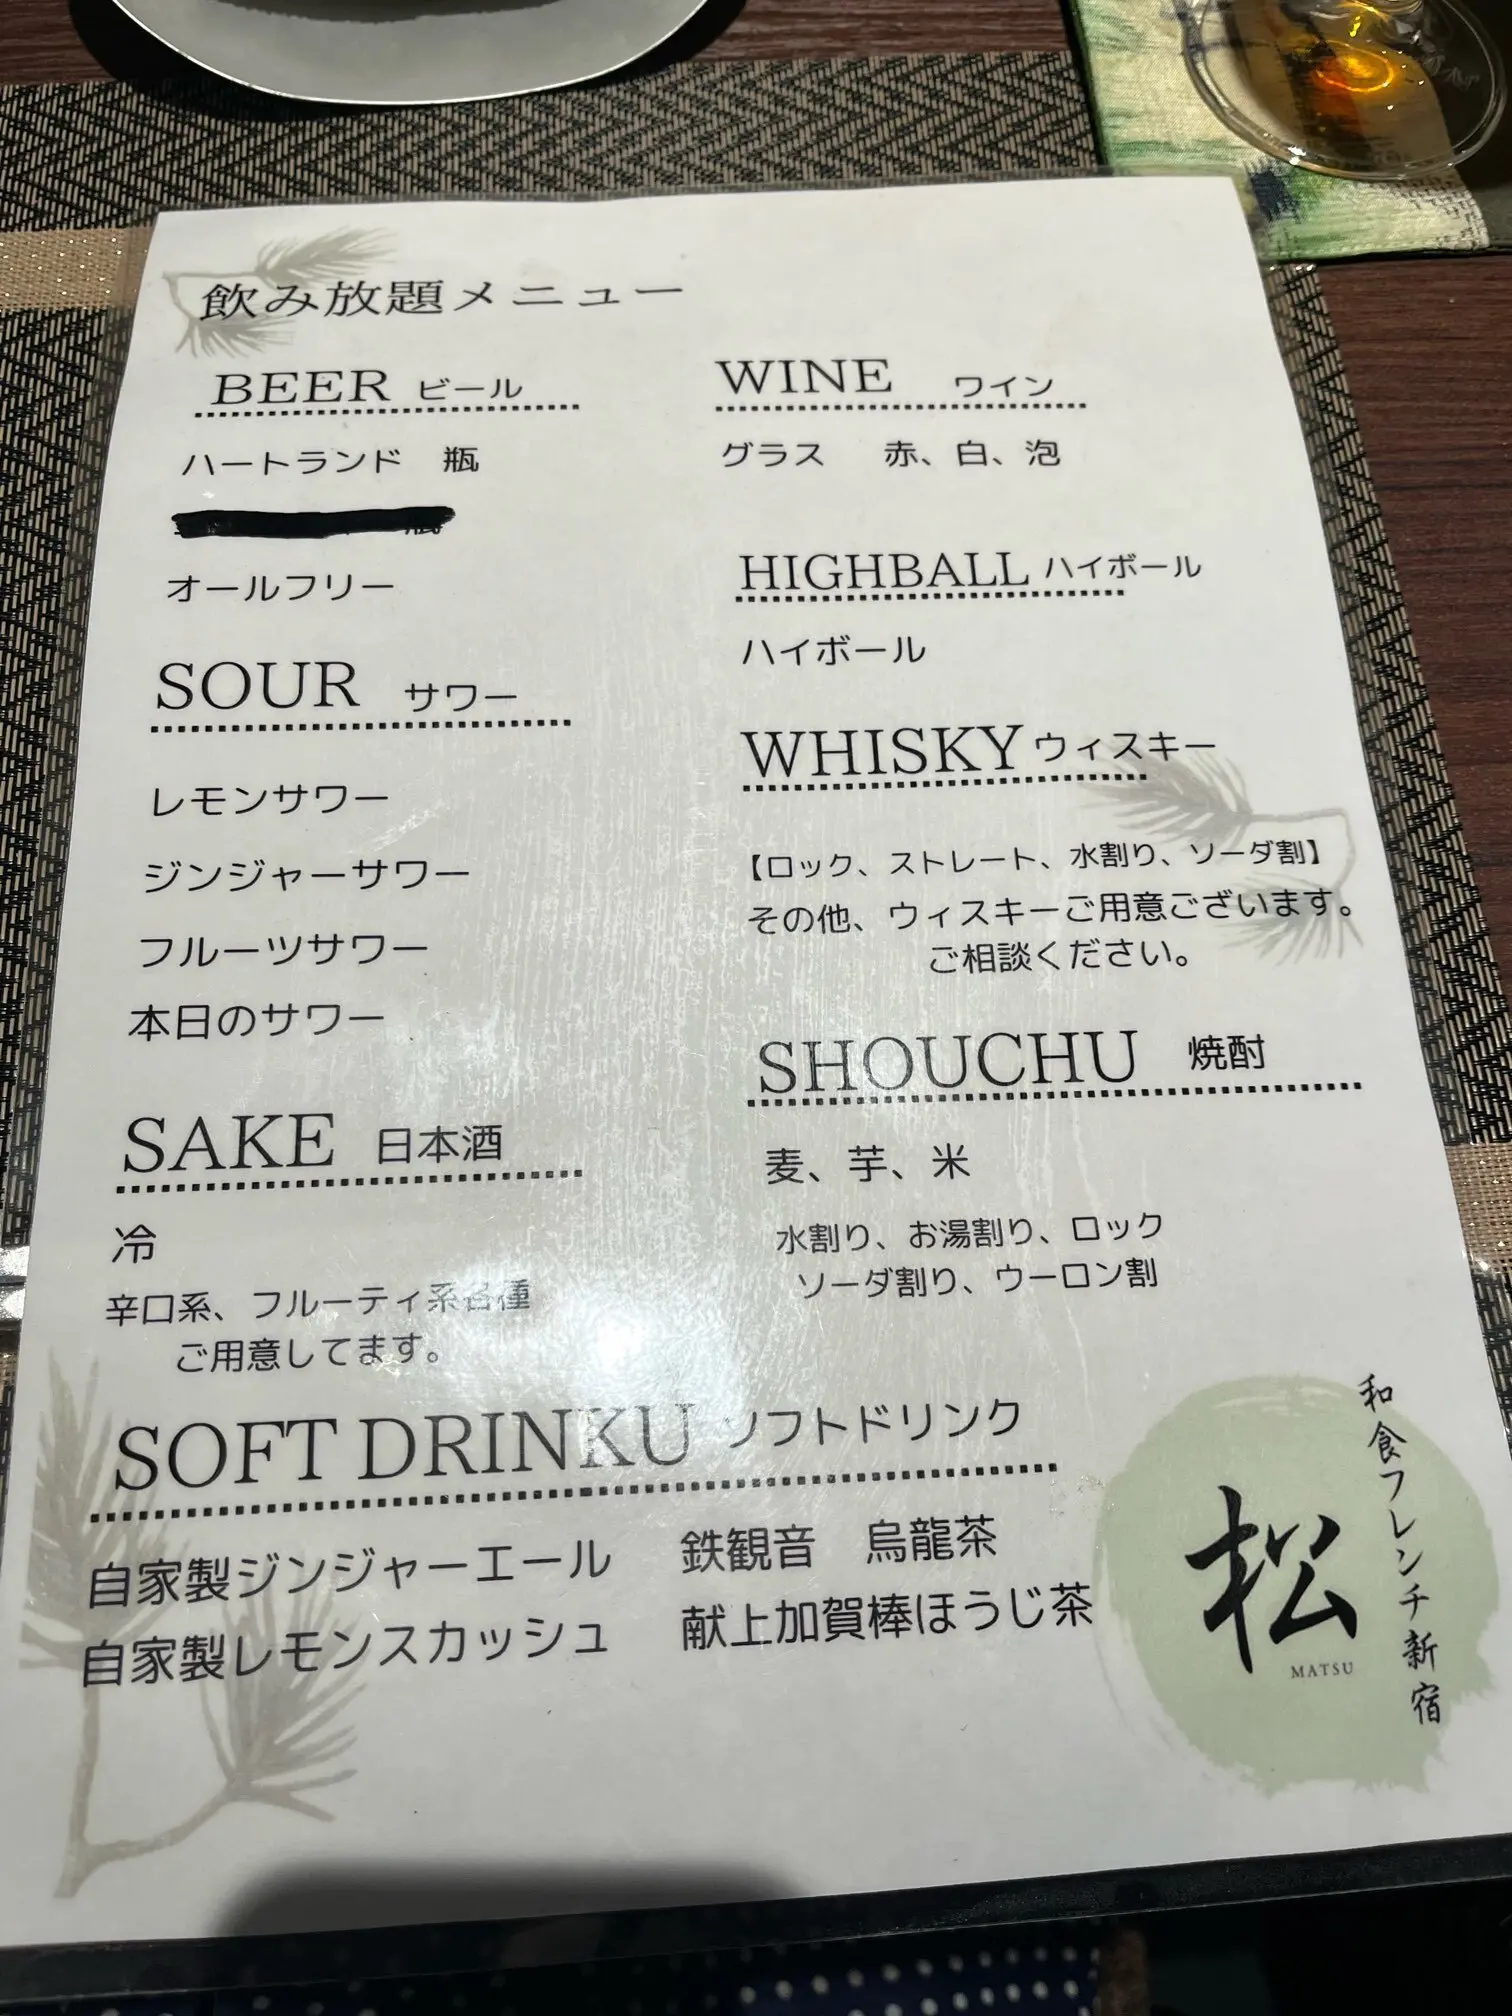 飲み放題メニュー
BEER ビール
ハートランド 瓶
瓶
オールフリー
SOUR サワー
レモンサワー
ジンジャーサワー
フルーツサワー
本日のサワー
SAKE 日本酒
冷
辛口系、フルーティ系各種
ご用意してます。
WINE ワイン
グラス 赤、白、泡
HIGHBALL ハイボール
ハイボール
WHISKY ウィスキー
【ロック、ストレート、水割り、ソーダ割】
その他、ウィスキーご用意ございます。
ご相談ください。
SHOUCHU 焼酎
麦、芋、米
水割り、お湯割り、ロック
ソーダ割り、ウーロン割
SOFT DRINKU ソフトドリンク
自家製ジンジャーエール 鉄観音 烏龍茶
自家製レモンスカッシュ 献上加賀棒ほうじ茶
和食フレンチ新宿
松
MATSU